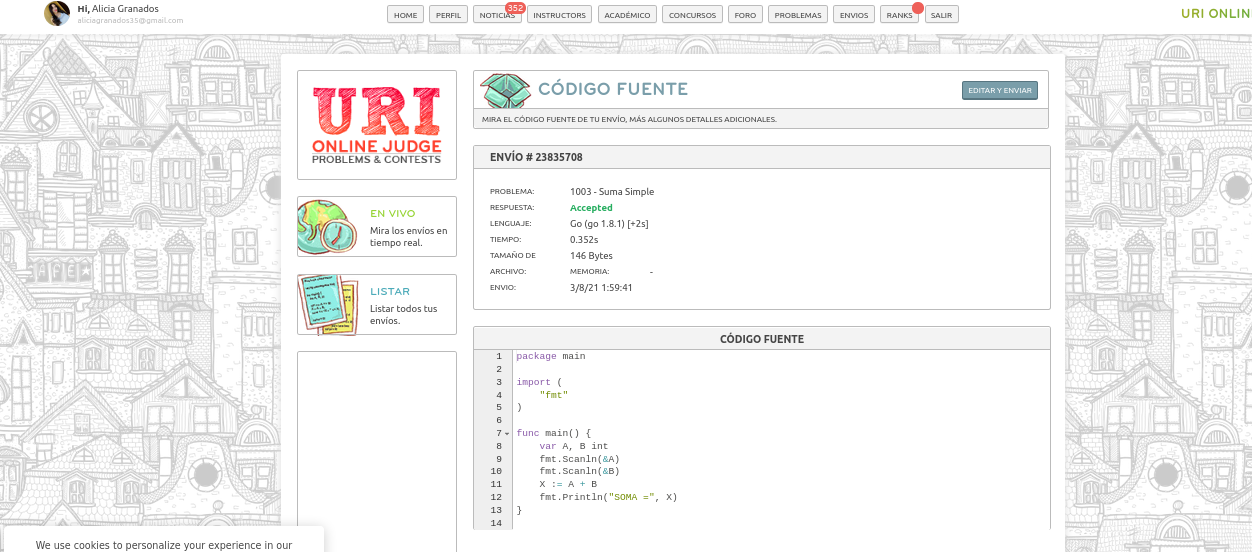 Hi, Alicia Granados
aliciagranados35@gmail.com
HOME PERFIL NOTICIAS 352 INSTRUCTORS ACADÉMICO CONCURSOS FORO PROBLEMAS ENVIOS RANKS SALIR
URI ONLIN
URI
ONLINE JUDGE
PROBLEMS & CONTESTS
EN VIVO
Mira los envíos en
tiempo real.
LISTAR
Listar todos tus
envíos.
CÓDIGO FUENTE
EDITAR Y ENVIAR
MIRA EL CÓDIGO FUENTE DE TU ENVÍO, MÁS ALGUNOS DETALLES ADICIONALES.
ENVÍO # 23835708
PROBLEMA: 1003 - Suma Simple
RESPUESTA: Accepted
LENGUAJE: Go (go 1.8.1) [+2s]
TIEMPO: 0.352s
TAMAÑO DE 146 Bytes
ARCHIVO: MEMORIA: -
ENVIO: 3/8/21 1:59:41
CÓDIGO FUENTE
1 package main
2
3 import (
4 "fmt"
5 )
6
7 func main() {
8 var A, B int
9 fmt.Scanln(&A)
10 fmt.Scanln(&B)
11 X := A + B
12 fmt.Println("SOMA =", X)
13 }
14
We use cookies to personalize your experience in our